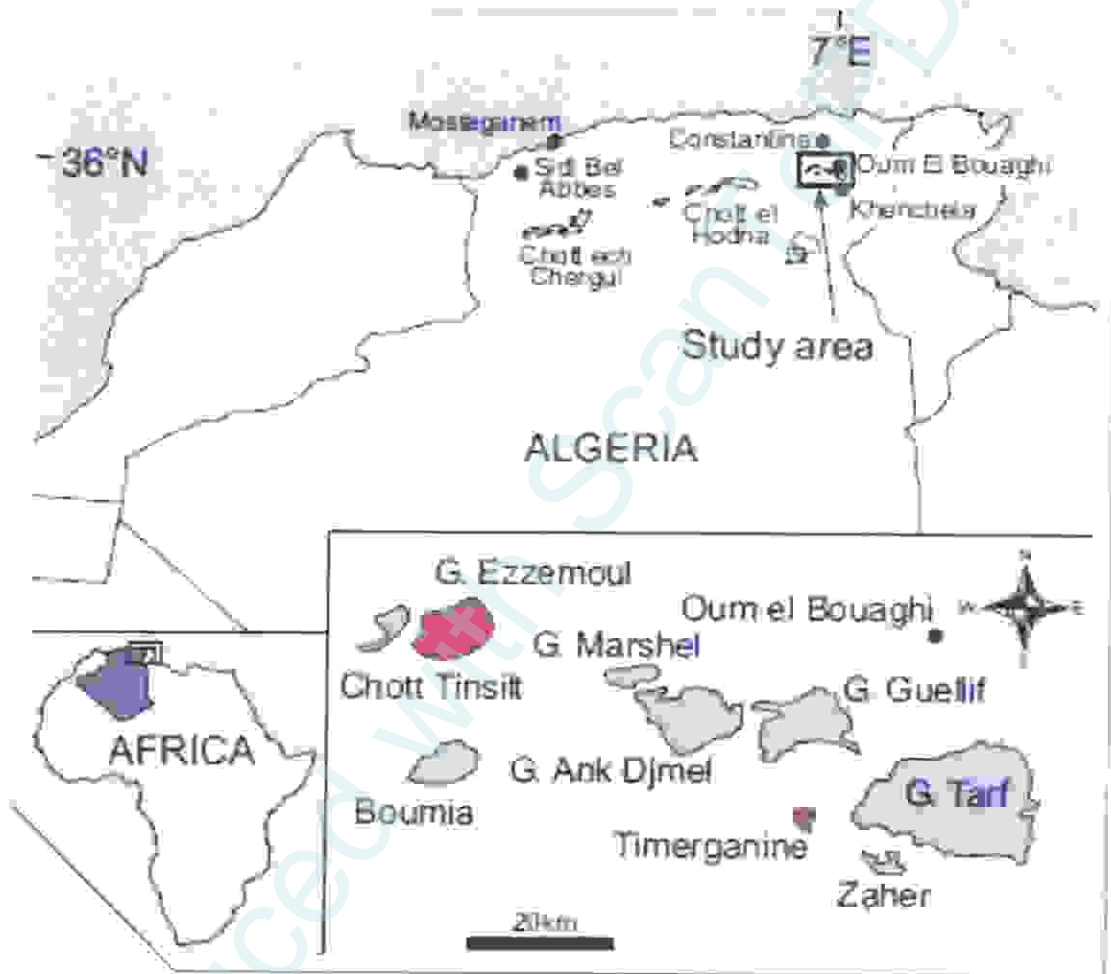 7°E
36°N
Mostaganem
Constantine
Sidi Bel
Abbes
Oum El Bouaghi
Chott el
Hodna
Khenchela
Chott ech
Chergui
Study area
ALGERIA
G. Ezzemoul
N
Oum el Bouaghi
W
E
G. Marshel
Chott Tinsilt
G. Guellif
AFRICA
G. Ank Djmel
G. Tarf
Boumia
Timerganine
Zaher
20km